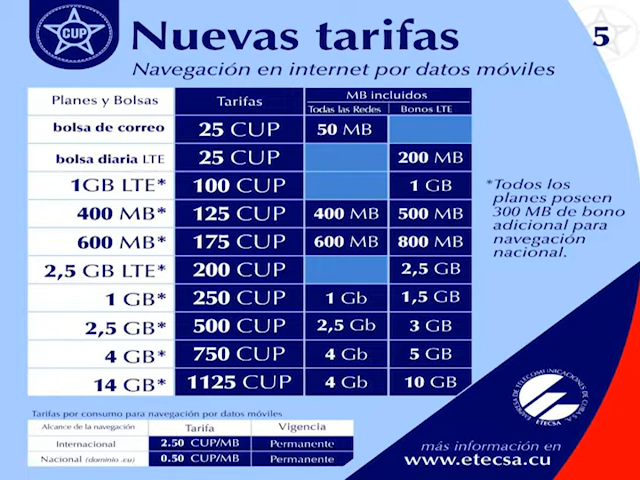 CUP
Nuevas tarifas
5
Navegación en internet por datos móviles
Planes y Bolsas Tarifas MB incluidos
Todas las Redes Bonos LTE
bolsa de correo 25 CUP 50 MB
bolsa diaria LTE 25 CUP 200 MB
1GB LTE* 100 CUP 1 GB
400 MB* 125 CUP 400 MB 500 MB
600 MB* 175 CUP 600 MB 800 MB
2,5 GB LTE* 200 CUP 2,5 GB
1 GB* 250 CUP 1 Gb 1,5 GB
2,5 GB* 500 CUP 2,5 Gb 3 GB
4 GB* 750 CUP 4 Gb 5 GB
14 GB* 1125 CUP 4 Gb 10 GB
*Todos los
planes poseen
300 MB de bono
adicional para
navegación
nacional.
Tarifas por consumo para navegación por datos móviles
Alcance de la navegación Tarifa Vigencia
Internacional 2.50 CUP/MB Permanente
Nacional (dominio .cu) 0.50 CUP/MB Permanente
EMPRESA DE TELECOMUNICACIONES DE CUBA S.A.
ETECSA
más información en
www.etecsa.cu